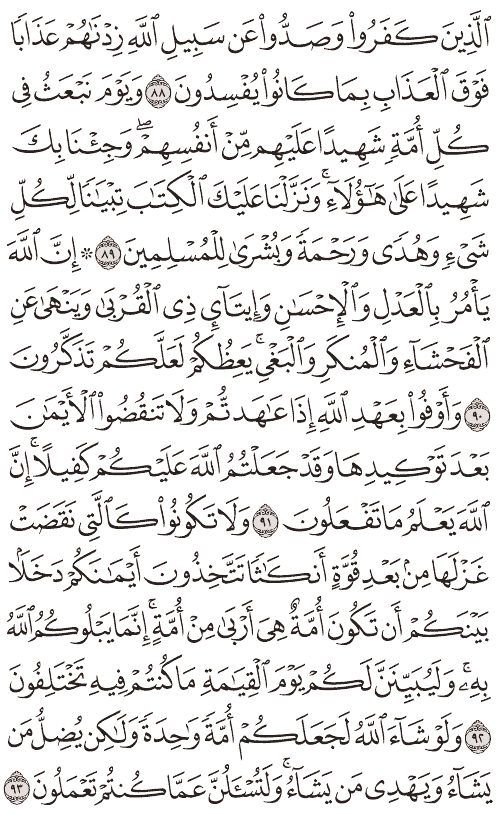 ٱلَّذِينَ كَفَرُوا۟ وَصَدُّوا۟ عَن سَبِيلِ ٱللَّهِ زِدْنَٰهُمْ عَذَابًا
فَوْقَ ٱلْعَذَابِ بِمَا كَانُوا۟ يُفْسِدُونَ ٨٨ وَيَوْمَ نَبْعَثُ فِى
كُلِّ أُمَّةٍ شَهِيدًا عَلَيْهِم مِّنْ أَنفُسِهِمْ ۖ وَجِئْنَا بِكَ
شَهِيدًا عَلَىٰ هَٰٓؤُلَآءِ ۚ وَنَزَّلْنَا عَلَيْكَ ٱلْكِتَٰبَ تِبْيَٰنًا لِّكُلِّ
شَىْءٍ وَهُدًى وَرَحْمَةً وَبُشْرَىٰ لِلْمُسْلِمِينَ ٨٩ ۞ إِنَّ ٱللَّهَ
يَأْمُرُ بِٱلْعَدْلِ وَٱلْإِحْسَٰنِ وَإِيتَآئِ ذِى ٱلْقُرْبَىٰ وَيَنْهَىٰ عَنِ
ٱلْفَحْشَآءِ وَٱلْمُنكَرِ وَٱلْبَغْىِ ۚ يَعِظُكُمْ لَعَلَّكُمْ تَذَكَّرُونَ
٩٠ وَأَوْفُوا۟ بِعَهْدِ ٱللَّهِ إِذَا عَٰهَدتُّمْ وَلَا تَنقُضُوا۟ ٱلْأَيْمَٰنَ
بَعْدَ تَوْكِيدِهَا وَقَدْ جَعَلْتُمُ ٱللَّهَ عَلَيْكُمْ كَفِيلًا ۚ إِنَّ
ٱللَّهَ يَعْلَمُ مَا تَفْعَلُونَ ٩١ وَلَا تَكُونُوا۟ كَٱلَّتِى نَقَضَتْ
غَزْلَهَا مِنۢ بَعْدِ قُوَّةٍ أَنكَٰثًا تَتَّخِذُونَ أَيْمَٰنَكُمْ دَخَلًۢا
بَيْنَكُمْ أَن تَكُونَ أُمَّةٌ هِىَ أَرْبَىٰ مِنْ أُمَّةٍ ۚ إِنَّمَا يَبْلُوكُمُ ٱللَّهُ
بِهِۦ ۚ وَلَيُبَيِّنَنَّ لَكُمْ يَوْمَ ٱلْقِيَٰمَةِ مَا كُنتُمْ فِيهِ تَخْتَلِفُونَ
٩٢ وَلَوْ شَآءَ ٱللَّهُ لَجَعَلَكُمْ أُمَّةً وَٰحِدَةً وَلَٰكِن يُضِلُّ مَن
يَشَآءُ وَيَهْدِى مَن يَشَآءُ ۚ وَلَتُسْـَٔلُنَّ عَمَّا كُنتُمْ تَعْمَلُونَ ٩٣